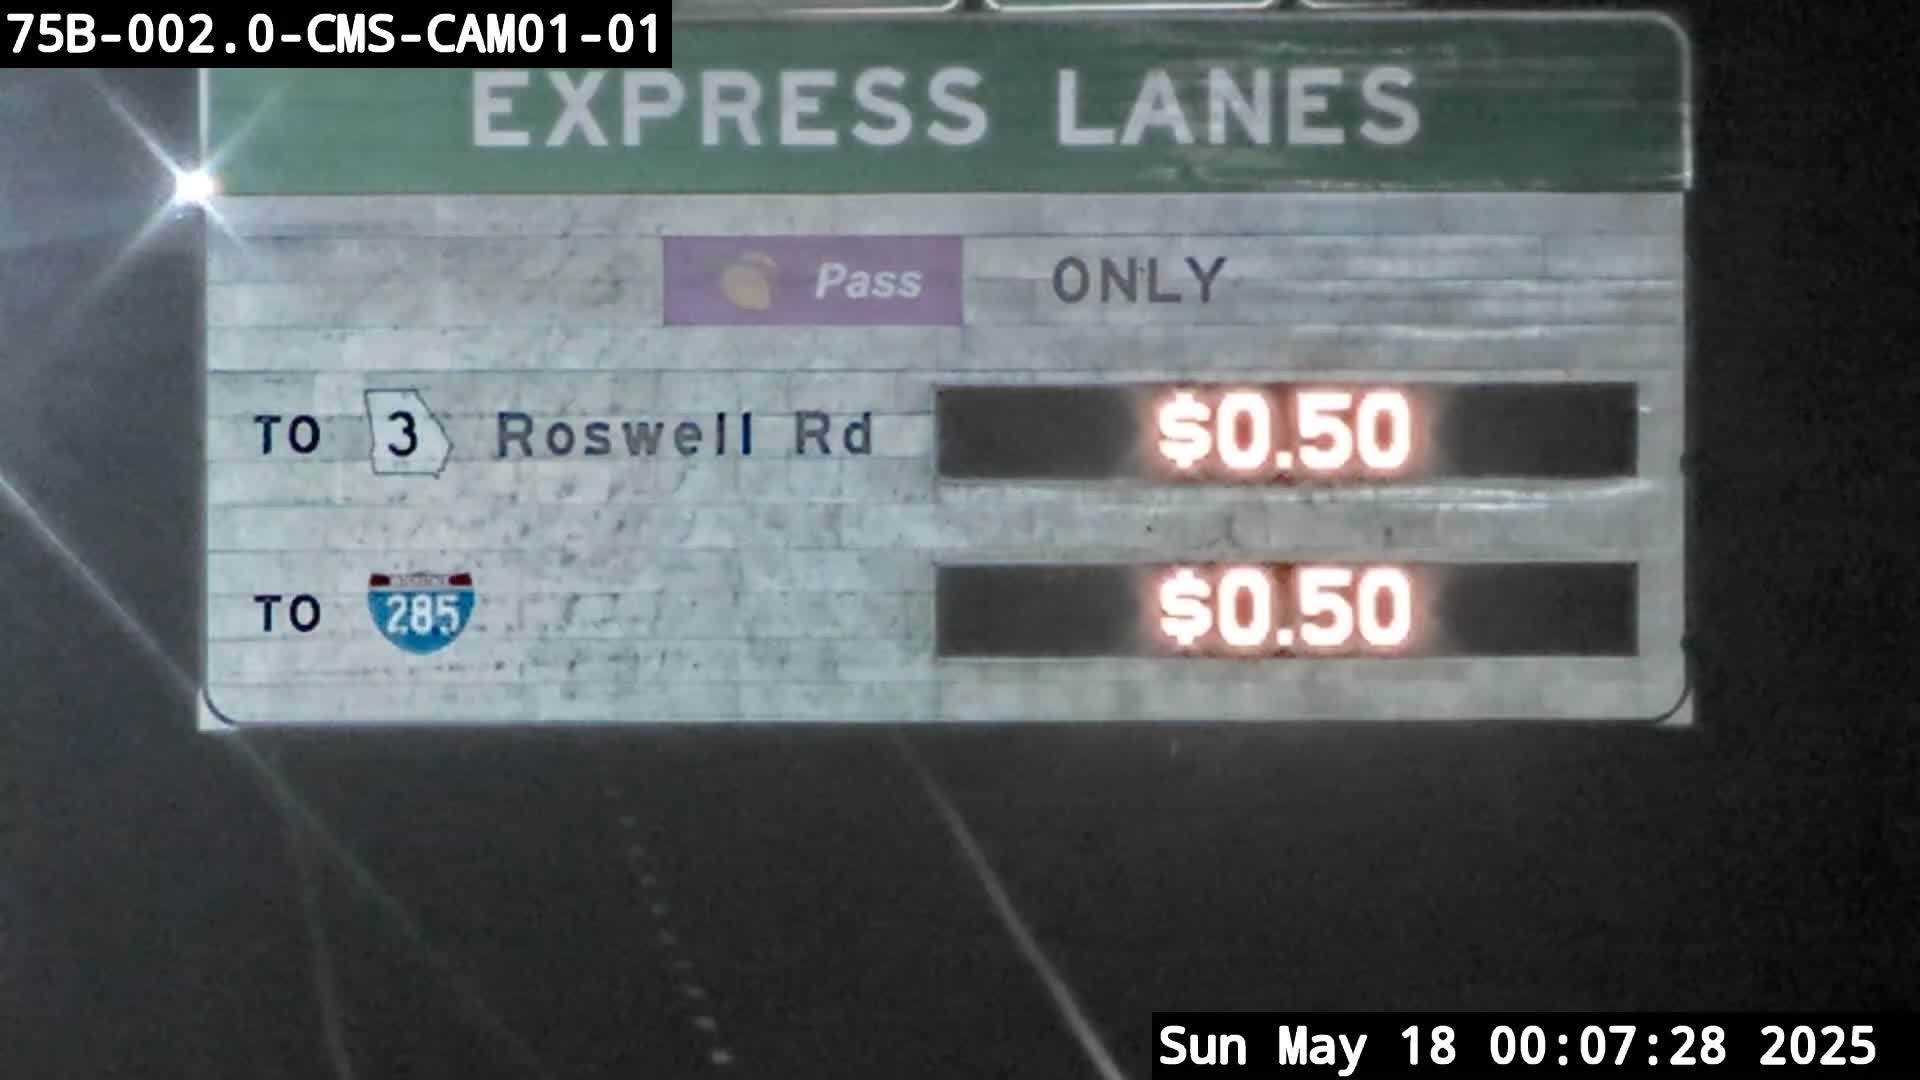 75B-002.0-CMS-CAM01-01
EXPRESS LANES
Pass ONLY
TO 3 Roswell Rd $0.50
TO 285 $0.50
Sun May 18 00:07:28 2025